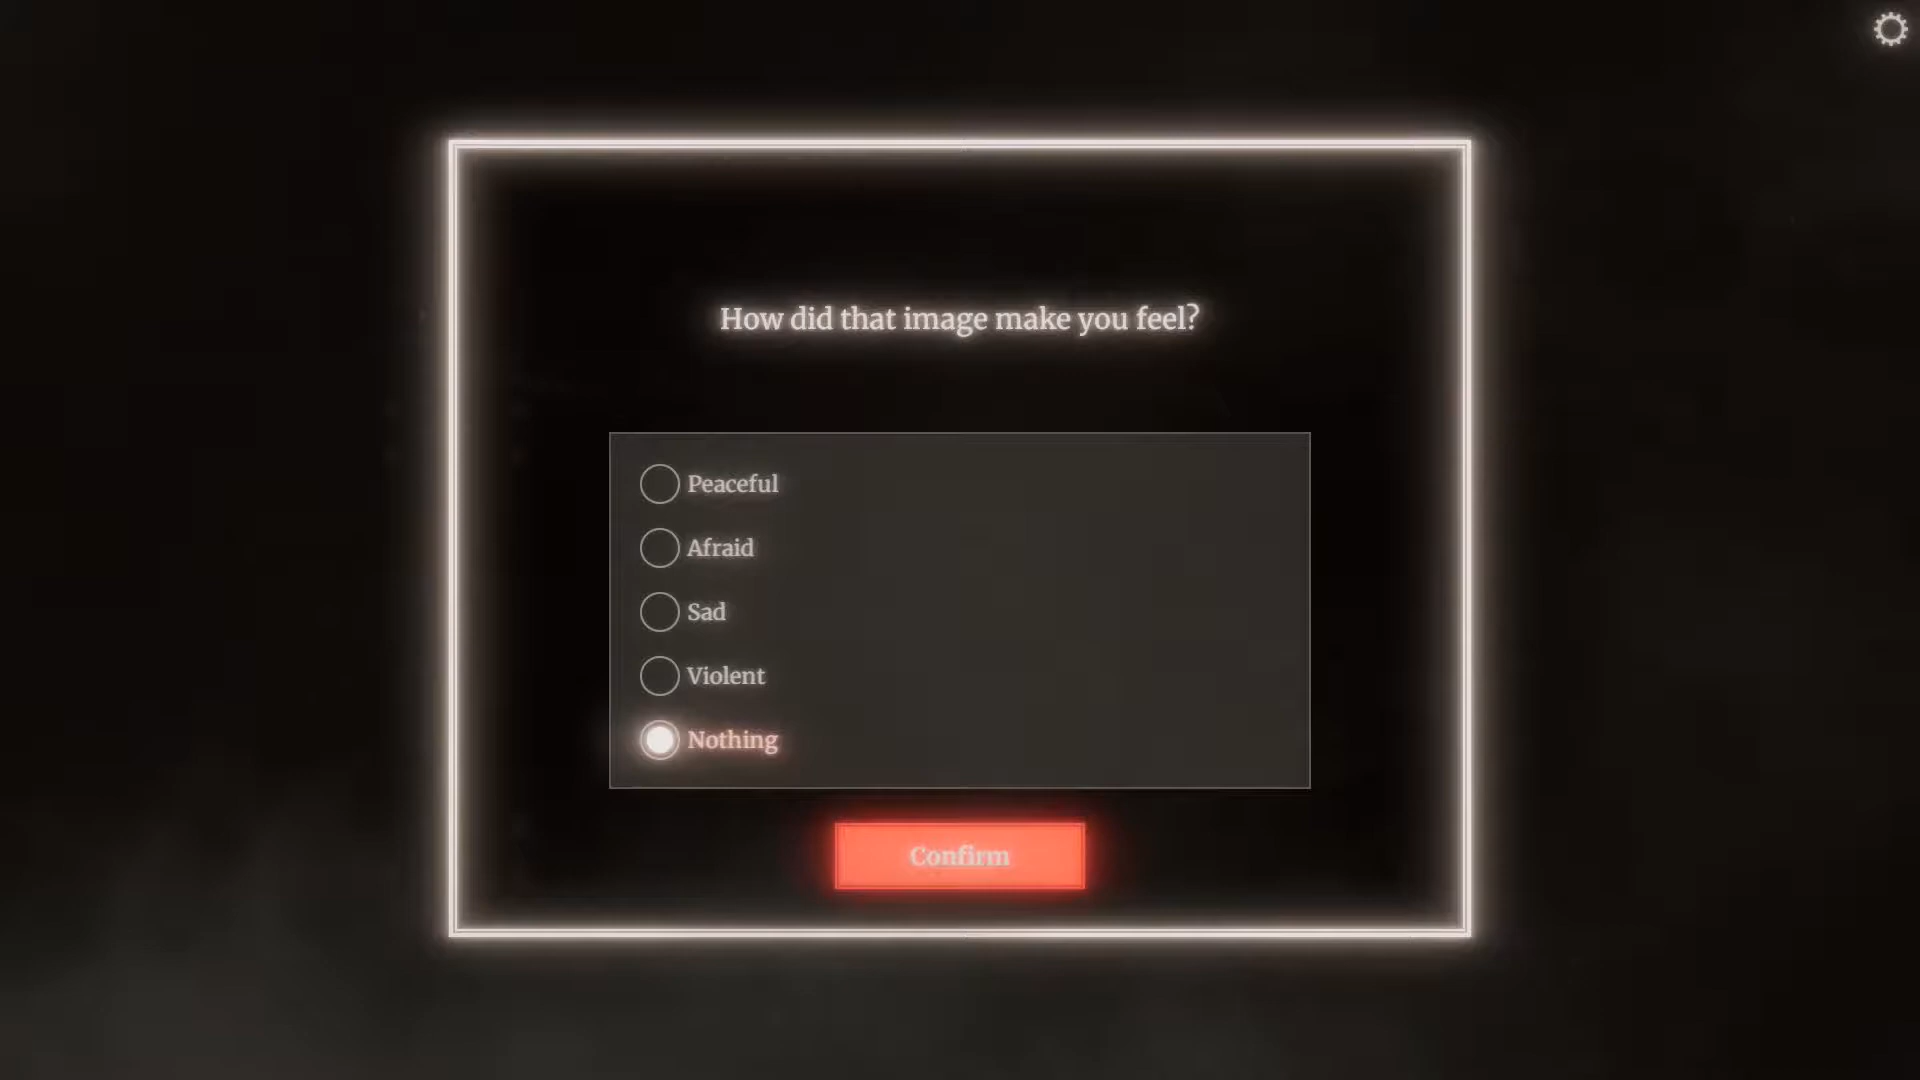 How did that image make you feel?
Peaceful
Afraid
Sad
Violent
Nothing
Confirm